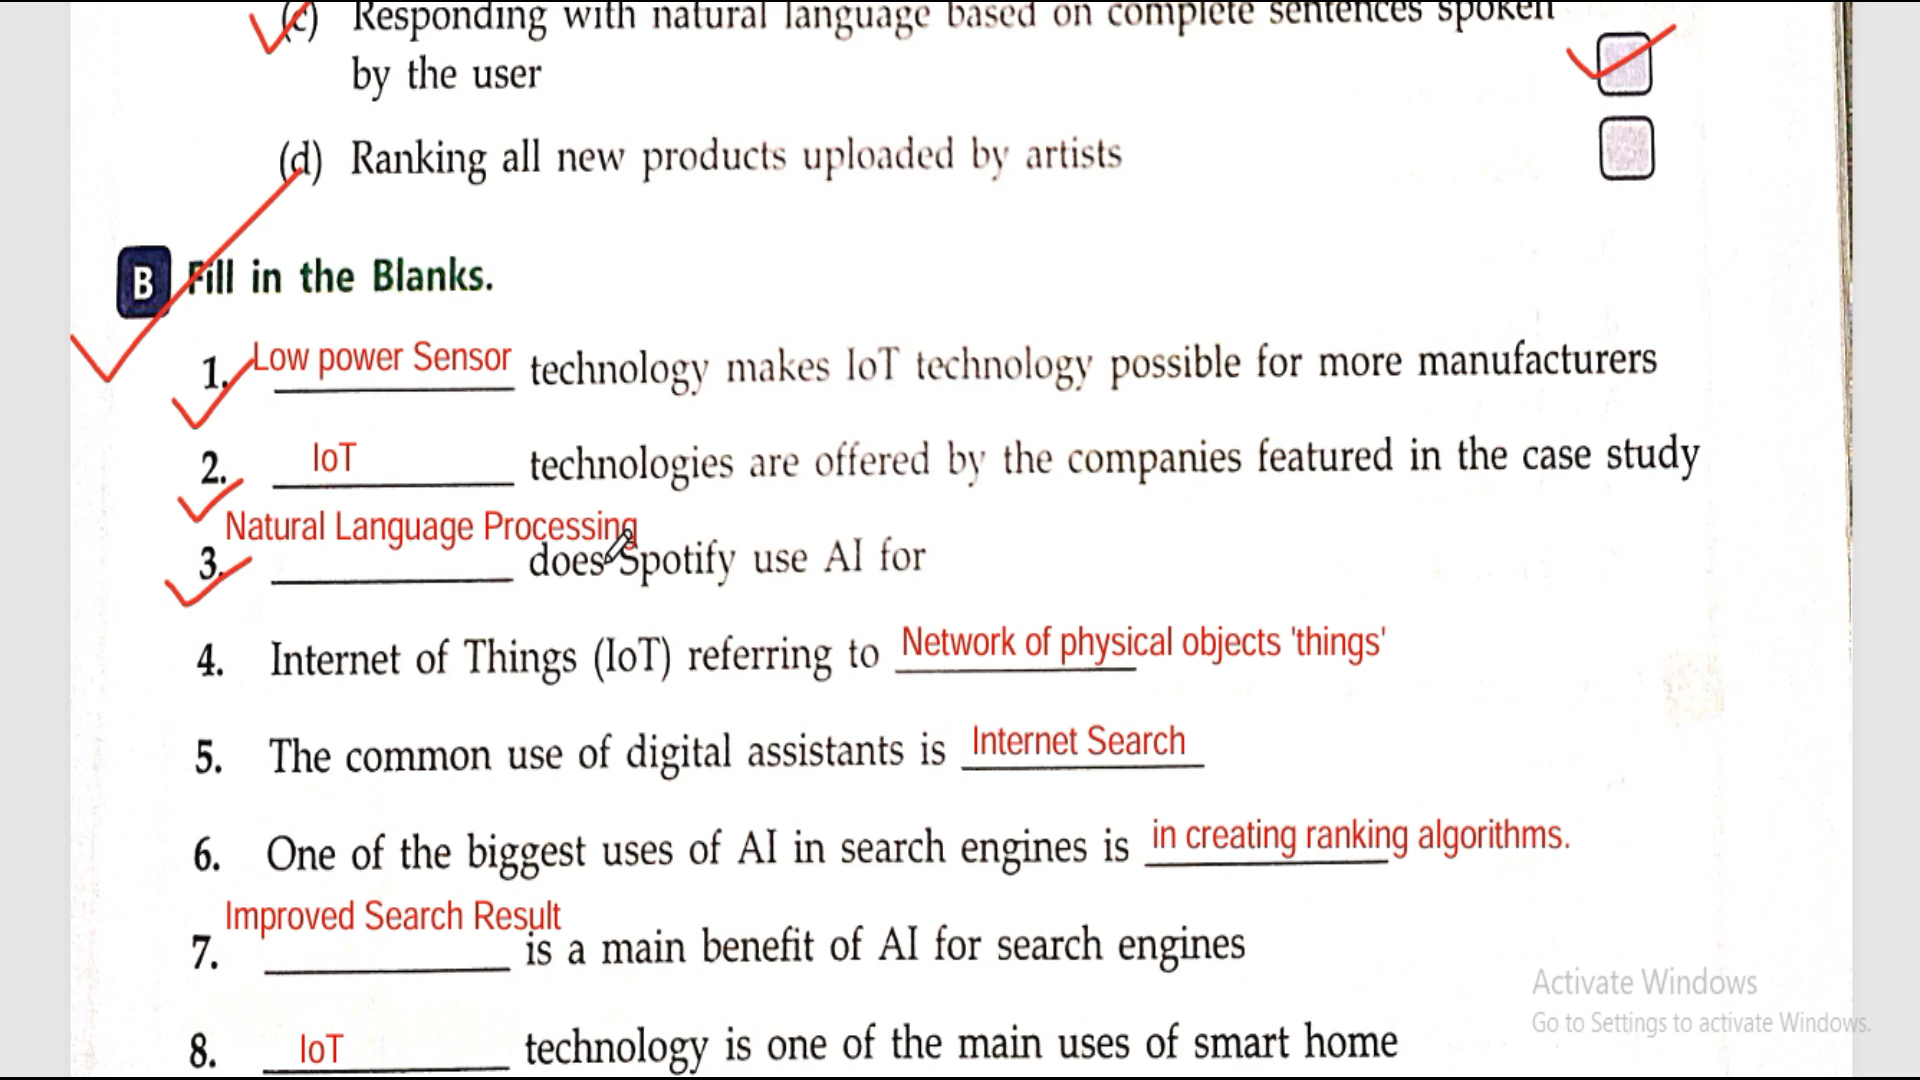 (c) Responding with natural language based on complete sentences spoken
by the user
(d) Ranking all new products uploaded by artists
B Fill in the Blanks.
1. Low power Sensor technology makes IoT technology possible for more manufacturers
2. IoT technologies are offered by the companies featured in the case study
Natural Language Processing
3. does Spotify use AI for
4. Internet of Things (IoT) referring to Network of physical objects 'things'
5. The common use of digital assistants is Internet Search
6. One of the biggest uses of AI in search engines is in creating ranking algorithms.
Improved Search Result
7. is a main benefit of AI for search engines
8. IoT technology is one of the main uses of smart home
Activate Windows
Go to Settings to activate Windows.